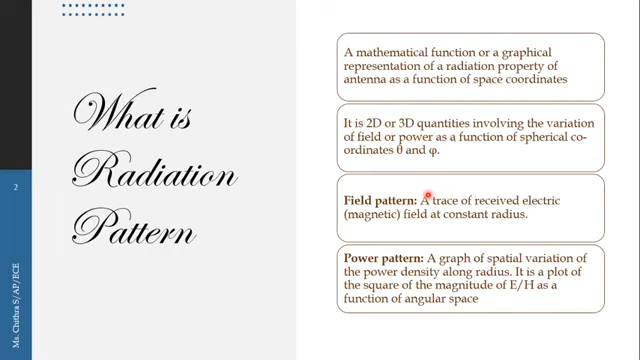 What is
Radiation
Pattern
A mathematical function or a graphical
representation of a radiation property of
antenna as a function of space coordinates
It is 2D or 3D quantities involving the variation
of field or power as a function of spherical co-
ordinates θ and φ.
Field pattern: A trace of received electric
(magnetic) field at constant radius.
Power pattern: A graph of spatial variation of
the power density along radius. It is a plot of
the square of the magnitude of E/H as a
function of angular space
2
Ms. Chithra S/AP/ECE